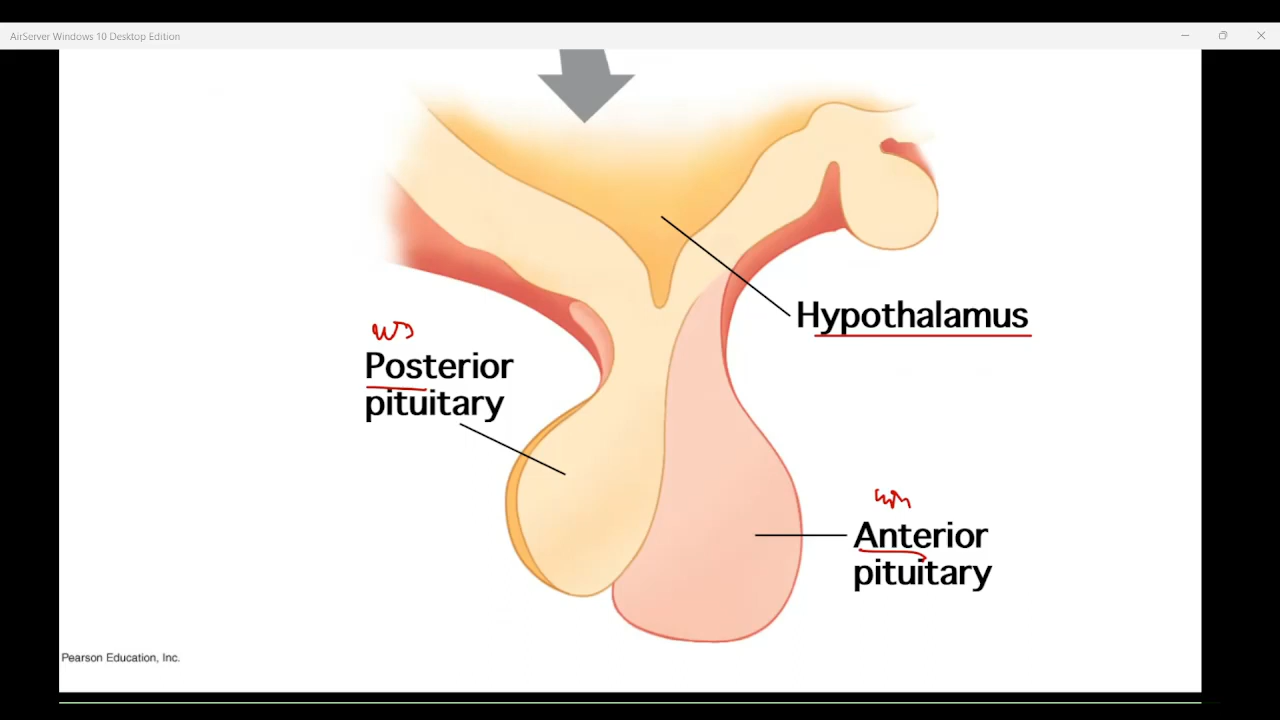 AirServer Windows 10 Desktop Edition
Hypothalamus
Posterior
pituitary
Anterior
pituitary
Pearson Education, Inc.